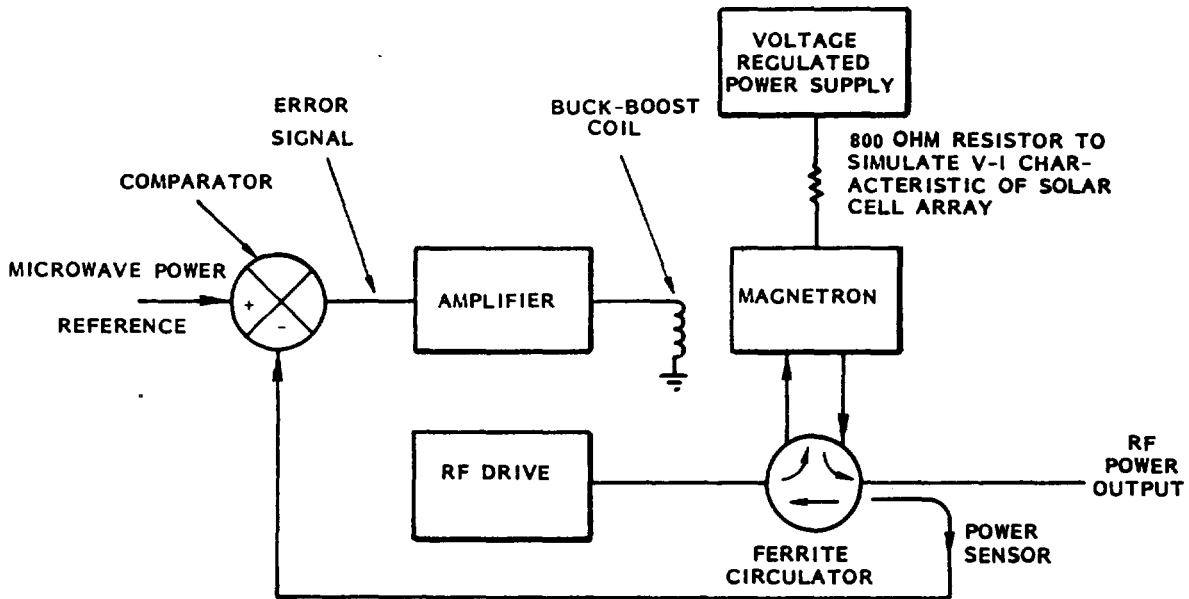 VOLTAGE
REGULATED
POWER SUPPLY
ERROR
SIGNAL
BUCK-BOOST
COIL
800 OHM RESISTOR TO
SIMULATE V-I CHAR-
ACTERISTIC OF SOLAR
CELL ARRAY
COMPARATOR
MICROWAVE POWER
REFERENCE
+
-
AMPLIFIER
MAGNETRON
RF DRIVE
RF
POWER
OUTPUT
POWER
SENSOR
FERRITE
CIRCULATOR